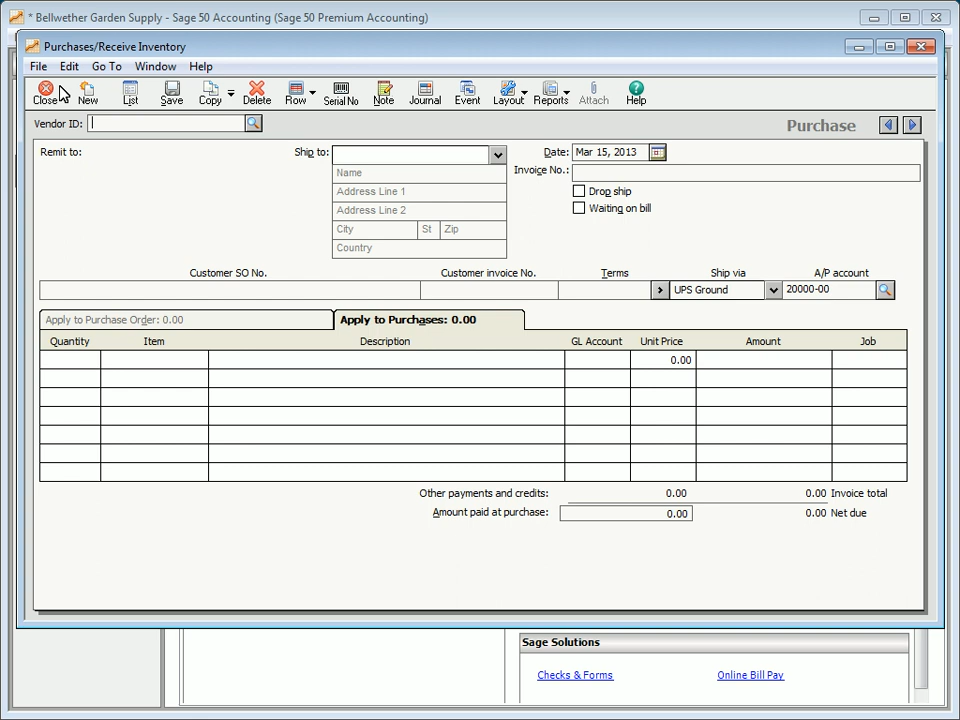 * Bellwether Garden Supply - Sage 50 Accounting (Sage 50 Premium Accounting)
Purchases/Receive Inventory
File Edit Go To Window Help
Close New List Save Copy Delete Row Serial No Note Journal Event Layout Reports Attach Help
Vendor ID: Purchase
Remit to: Ship to: Date: Mar 15, 2013
Name Invoice No.:
Address Line 1 Drop ship
Address Line 2 Waiting on bill
City St Zip
Country
Customer SO No. Customer invoice No. Terms Ship via A/P account
UPS Ground 20000-00
Apply to Purchase Order: 0.00 Apply to Purchases: 0.00
Quantity Item Description GL Account Unit Price Amount Job
0.00
Other payments and credits: 0.00 0.00 Invoice total
Amount paid at purchase: 0.00 0.00 Net due
Sage Solutions
Checks & Forms Online Bill Pay